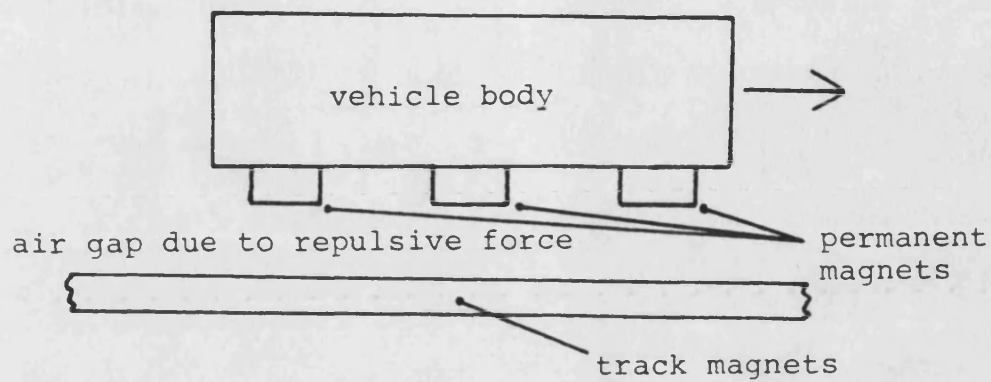 vehicle body
air gap due to repulsive force
permanent
magnets
track magnets